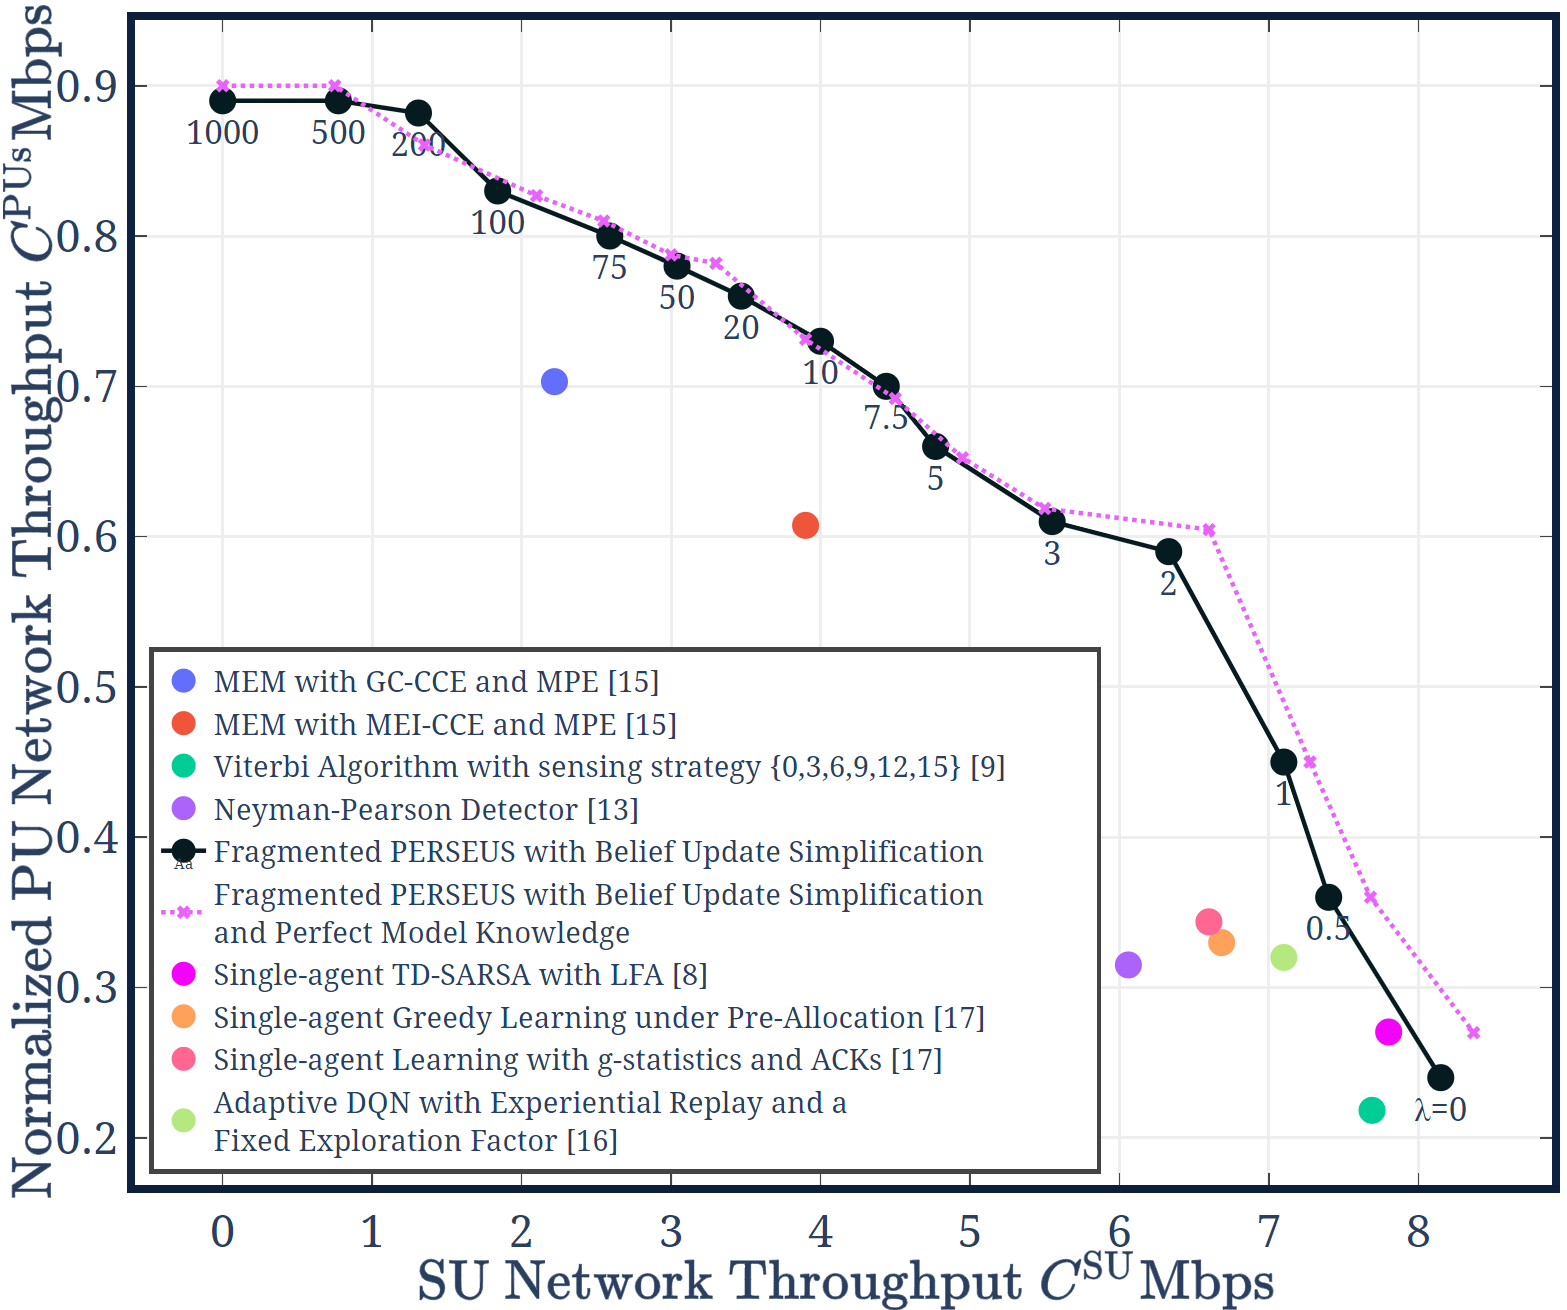 Normalized PU Network Throughput C^PUs Mbps
0.9
0.8
0.7
0.6
0.5
0.4
0.3
0.2
1000
500
200
100
75
50
20
10
7.5
5
3
2
1
0.5
λ=0
MEM with GC-CCE and MPE [15]
MEM with MEI-CCE and MPE [15]
Viterbi Algorithm with sensing strategy {0,3,6,9,12,15} [9]
Neyman-Pearson Detector [13]
Aa Fragmented PERSEUS with Belief Update Simplification
Fragmented PERSEUS with Belief Update Simplification
and Perfect Model Knowledge
Single-agent TD-SARSA with LFA [8]
Single-agent Greedy Learning under Pre-Allocation [17]
Single-agent Learning with g-statistics and ACKs [17]
Adaptive DQN with Experiential Replay and a
Fixed Exploration Factor [16]
0 1 2 3 4 5 6 7 8
SU Network Throughput C^SU Mbps